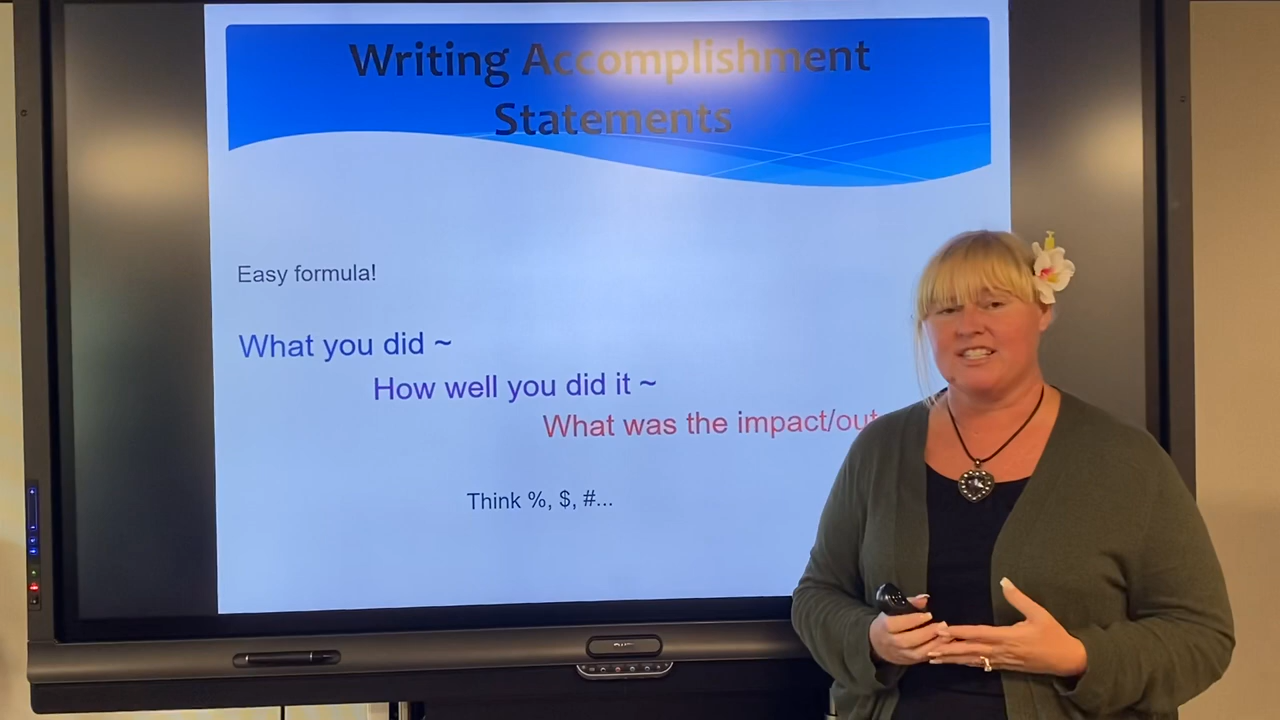 Writing Accomplishment
Statements
Easy formula!
What you did ~
How well you did it ~
What was the impact/out
Think %, $, #...